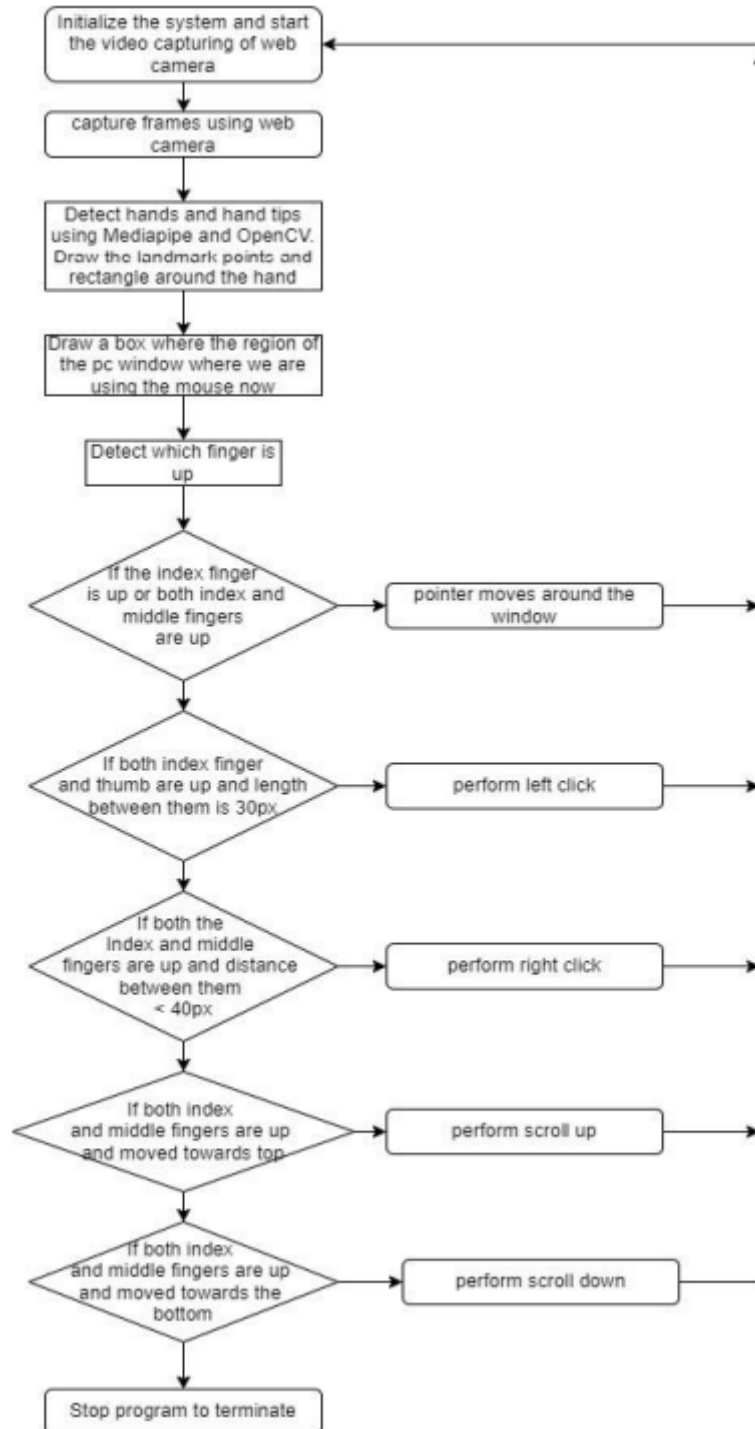 Initialize the system and start
the video capturing of web
camera
capture frames using web
camera
Detect hands and hand tips
using Mediapipe and OpenCV.
Draw the landmark points and
rectangle around the hand
Draw a box where the region of
the pc window where we are
using the mouse now
Detect which finger is
up
If the index finger
is up or both index and
middle fingers
are up
pointer moves around the
window
If both index finger
and thumb are up and length
between them is 30px
perform left click
If both the
Index and middle
fingers are up and distance
between them
< 40px
perform right click
If both index
and middle fingers are up
and moved towards top
perform scroll up
If both index
and middle fingers are up
and moved towards the
bottom
perform scroll down
Stop program to terminate